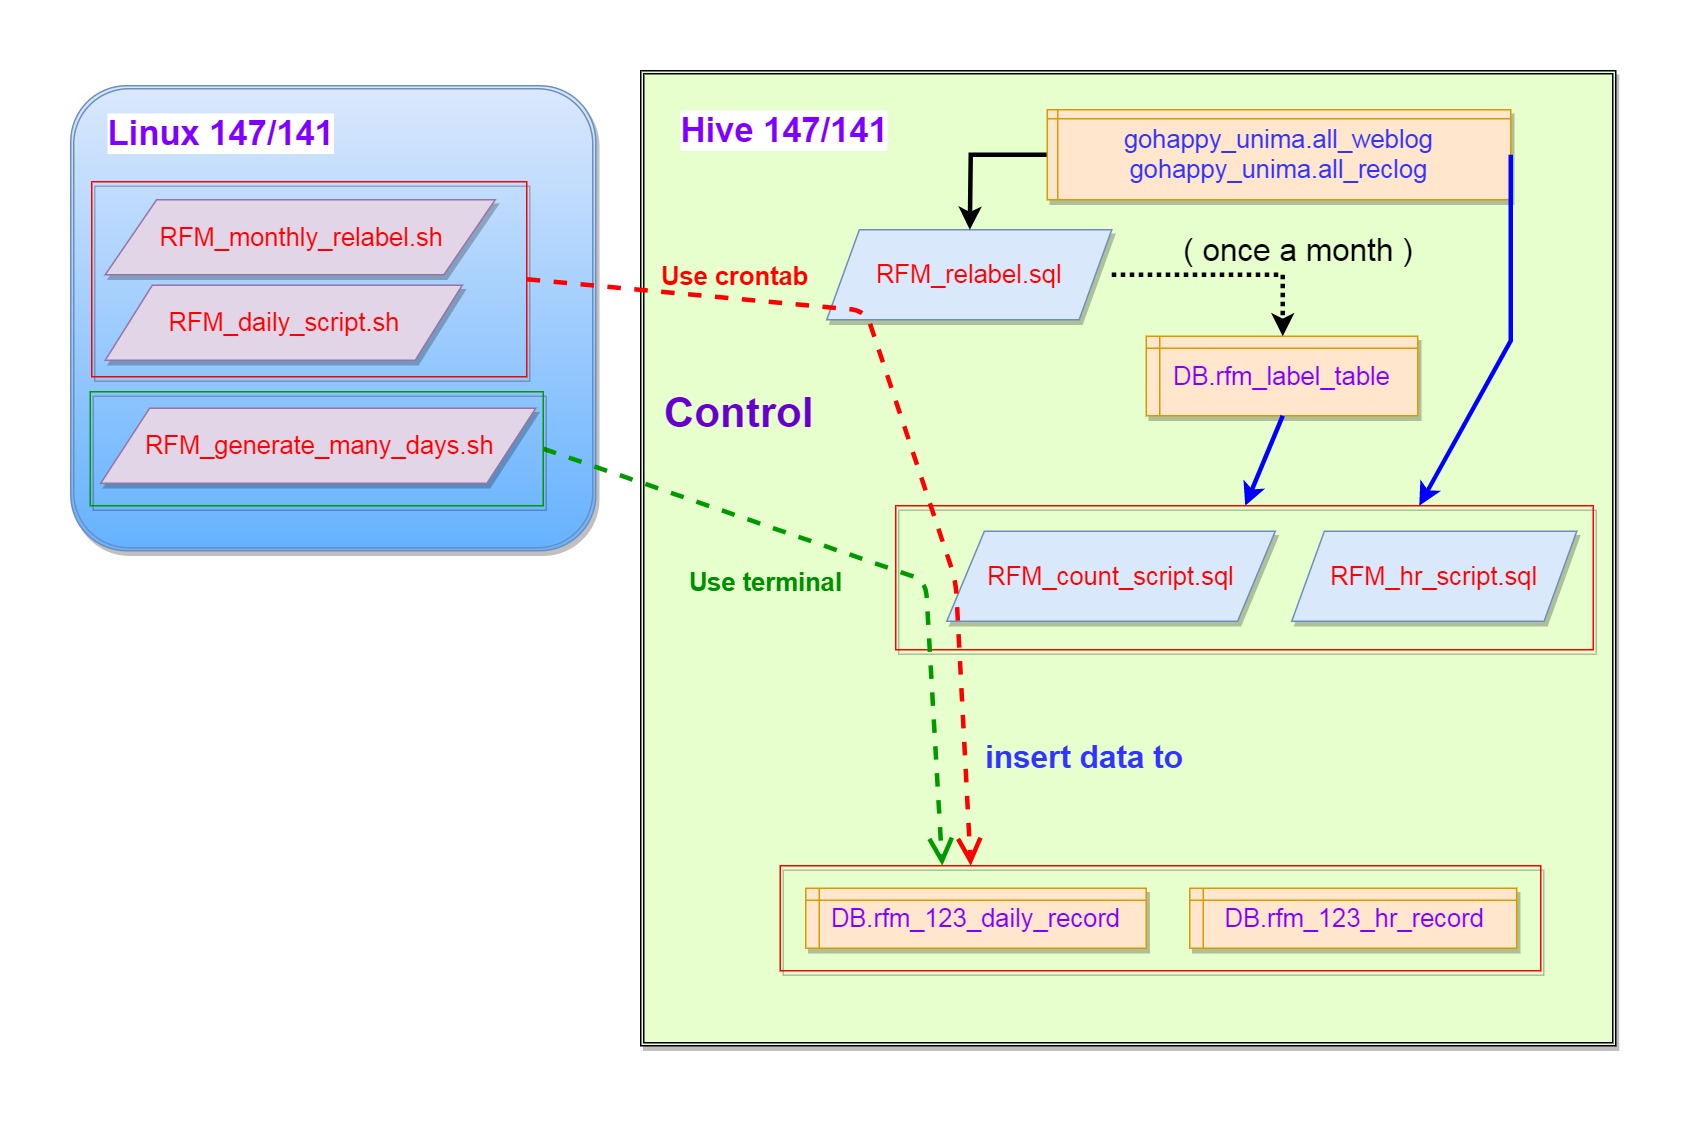 Linux 147/141
RFM_monthly_relabel.sh
RFM_daily_script.sh
RFM_generate_many_days.sh
Hive 147/141
gohappy_unima.all_weblog
gohappy_unima.all_reclog
Use crontab
RFM_relabel.sql
( once a month )
DB.rfm_label_table
Control
Use terminal
RFM_count_script.sql
RFM_hr_script.sql
insert data to
DB.rfm_123_daily_record
DB.rfm_123_hr_record